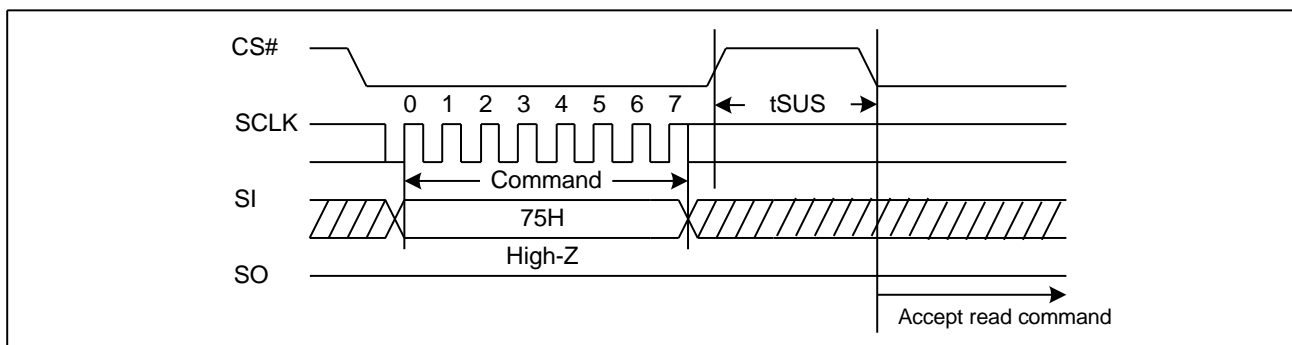 CS#
tSUS
0 1 2 3 4 5 6 7
SCLK
Command
SI
75H
High-Z
SO
Accept read command